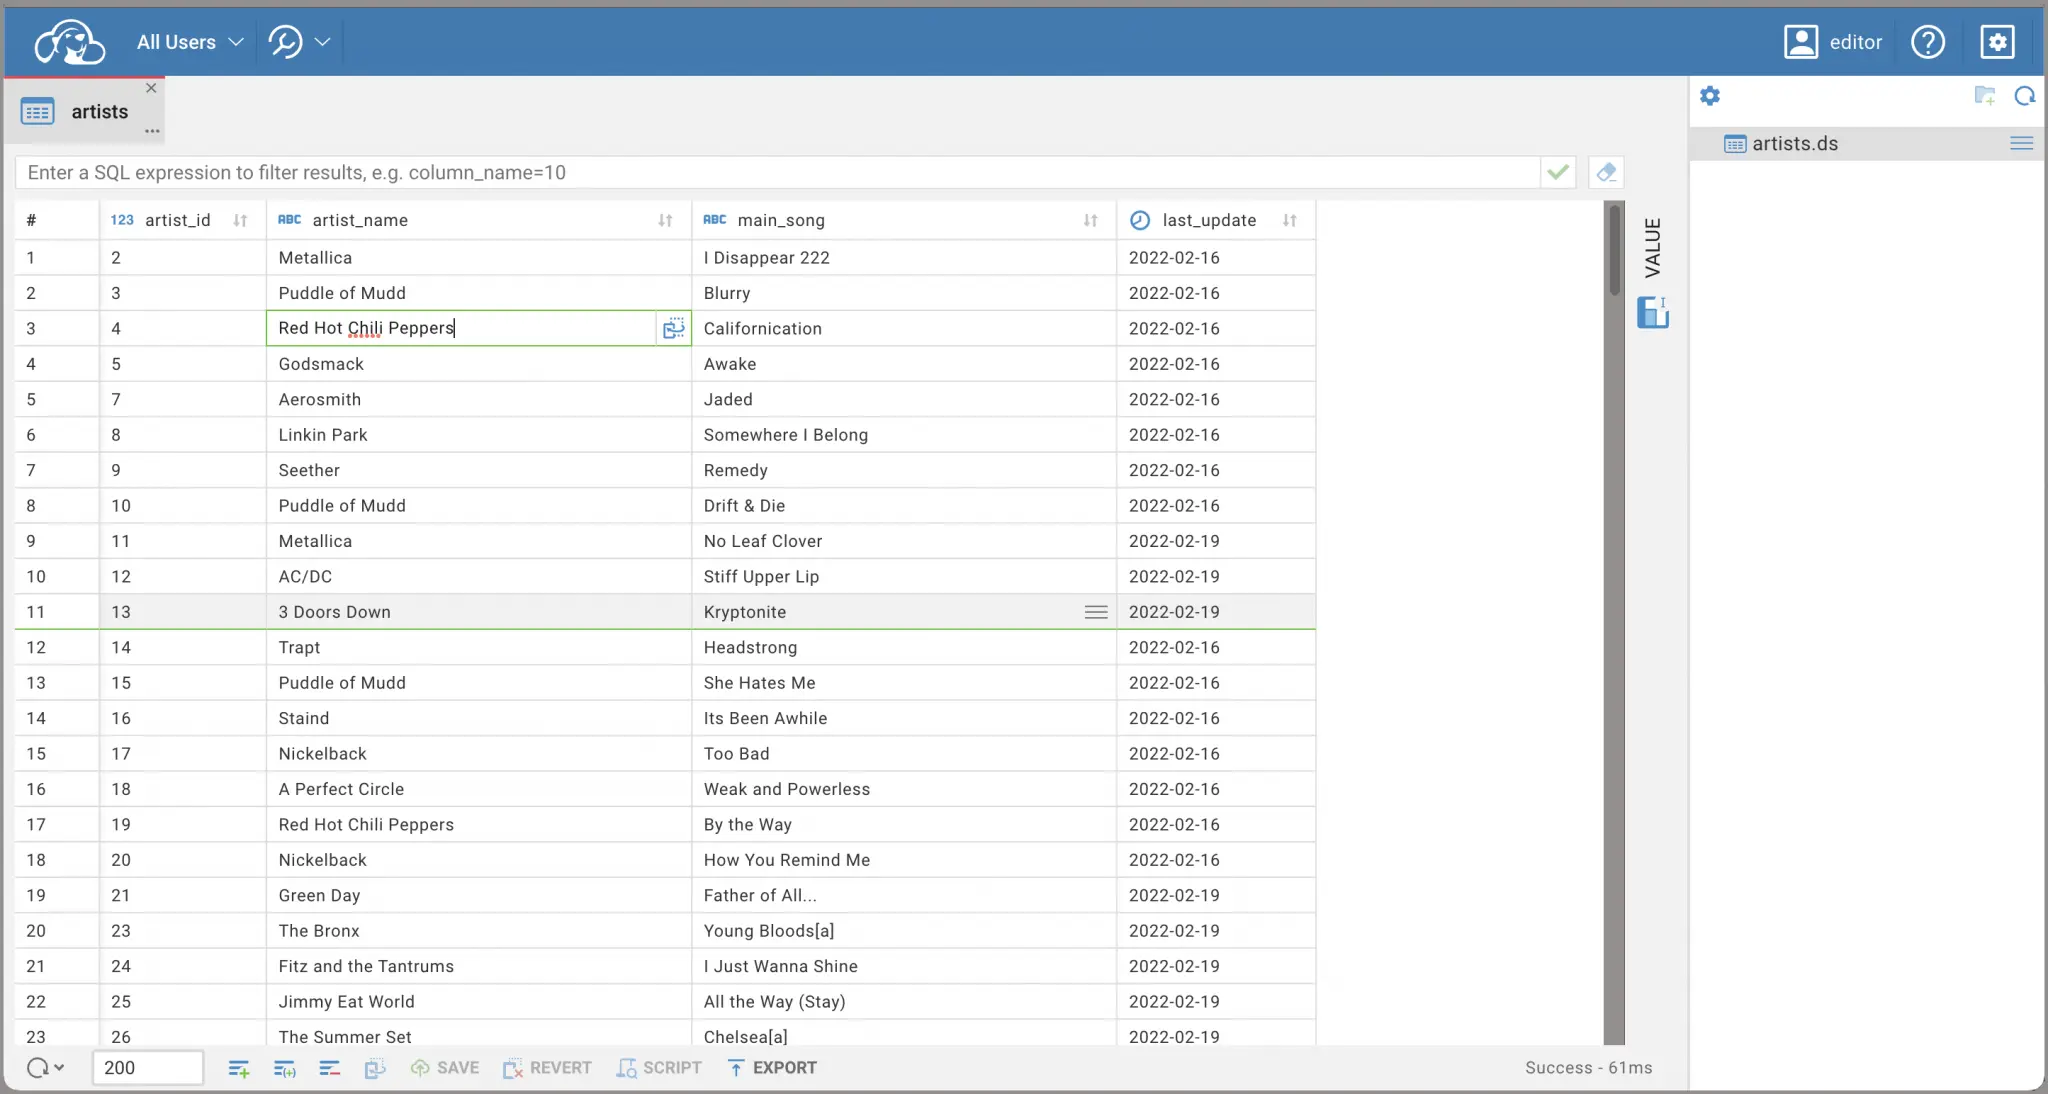 All Users
editor
artists
artists.ds
Enter a SQL expression to filter results, e.g. column_name=10
# 123 artist_id ABC artist_name ABC main_song last_update
VALUE
1 2 Metallica I Disappear 222 2022-02-16
2 3 Puddle of Mudd Blurry 2022-02-16
3 4 Red Hot Chili Peppers Californication 2022-02-16
4 5 Godsmack Awake 2022-02-16
5 7 Aerosmith Jaded 2022-02-16
6 8 Linkin Park Somewhere I Belong 2022-02-16
7 9 Seether Remedy 2022-02-16
8 10 Puddle of Mudd Drift & Die 2022-02-16
9 11 Metallica No Leaf Clover 2022-02-19
10 12 AC/DC Stiff Upper Lip 2022-02-19
11 13 3 Doors Down Kryptonite 2022-02-19
12 14 Trapt Headstrong 2022-02-16
13 15 Puddle of Mudd She Hates Me 2022-02-16
14 16 Staind Its Been Awhile 2022-02-16
15 17 Nickelback Too Bad 2022-02-16
16 18 A Perfect Circle Weak and Powerless 2022-02-16
17 19 Red Hot Chili Peppers By the Way 2022-02-16
18 20 Nickelback How You Remind Me 2022-02-16
19 21 Green Day Father of All... 2022-02-19
20 23 The Bronx Young Bloods[a] 2022-02-19
21 24 Fitz and the Tantrums I Just Wanna Shine 2022-02-19
22 25 Jimmy Eat World All the Way (Stay) 2022-02-19
23 26 The Summer Set Chelsea[a] 2022-02-19
200 SAVE REVERT SCRIPT EXPORT Success - 61ms